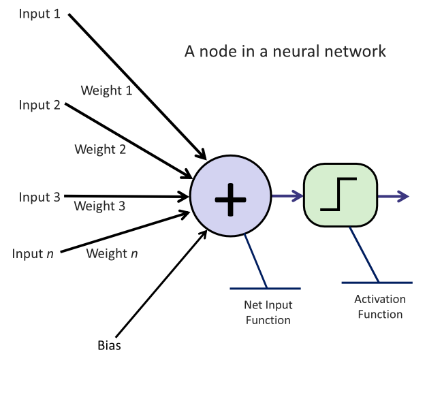 Input 1
A node in a neural network
Weight 1
Input 2
Weight 2
Input 3
Weight 3
Input n
Weight n
+
Net Input
Function
Activation
Function
Bias